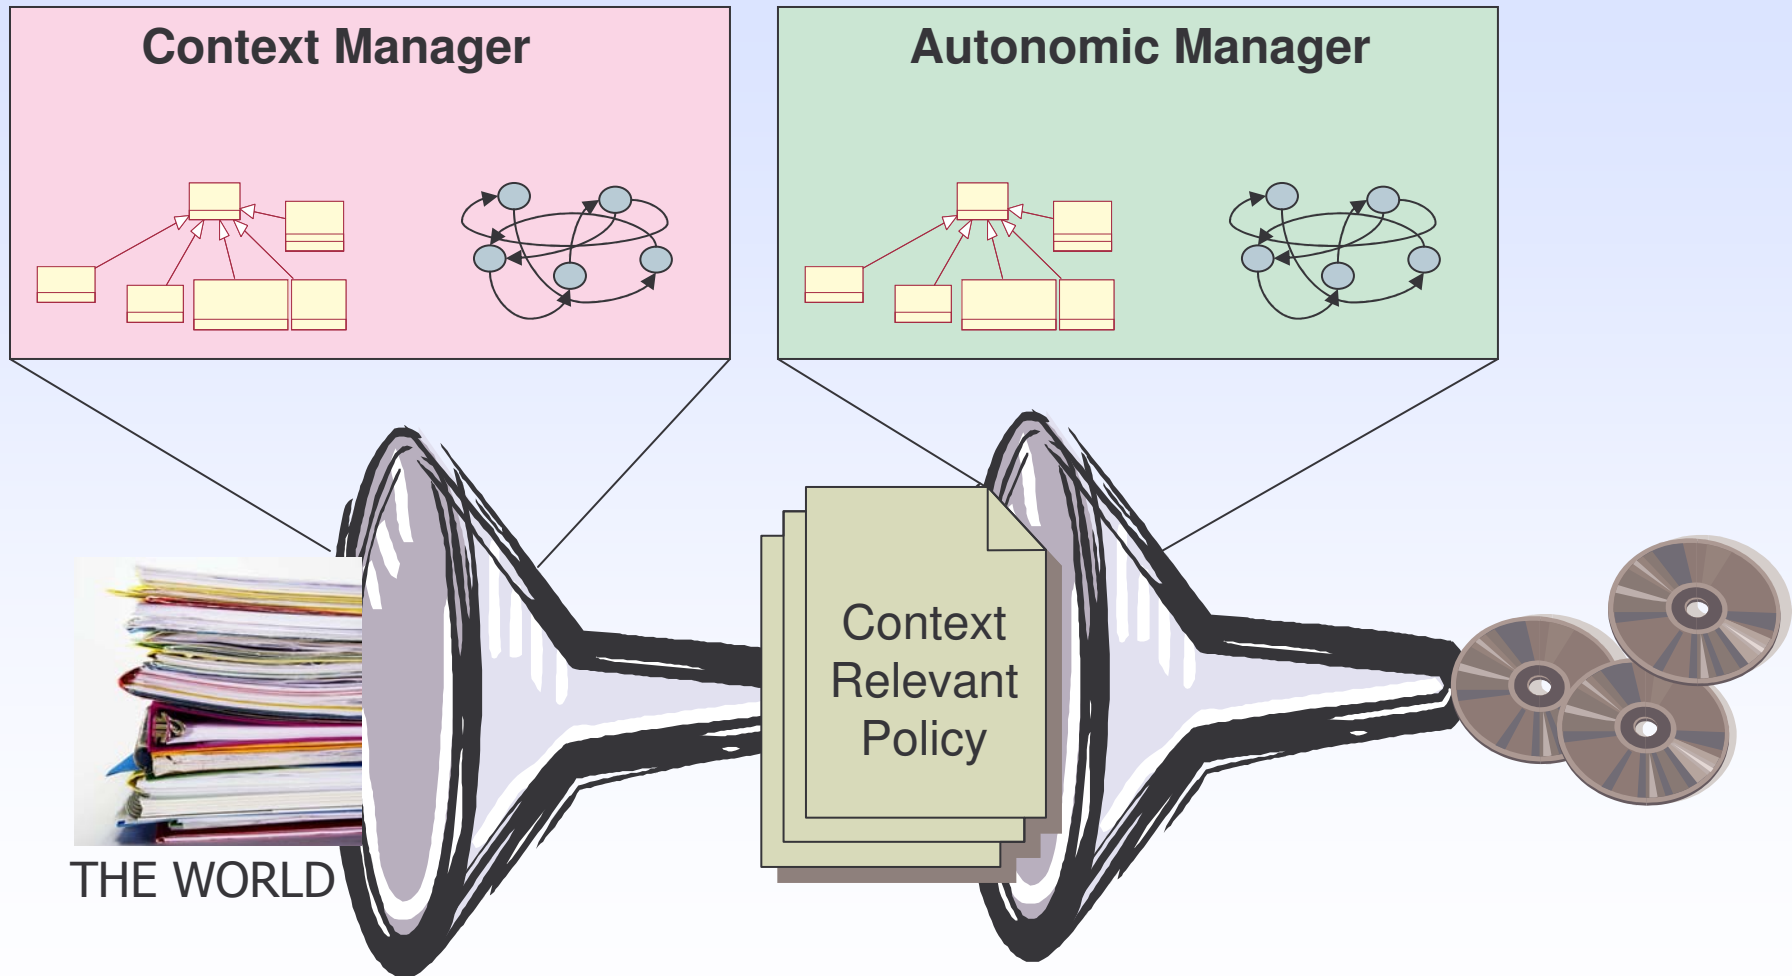 Context Manager
Autonomic Manager
Context
Relevant
Policy
THE WORLD